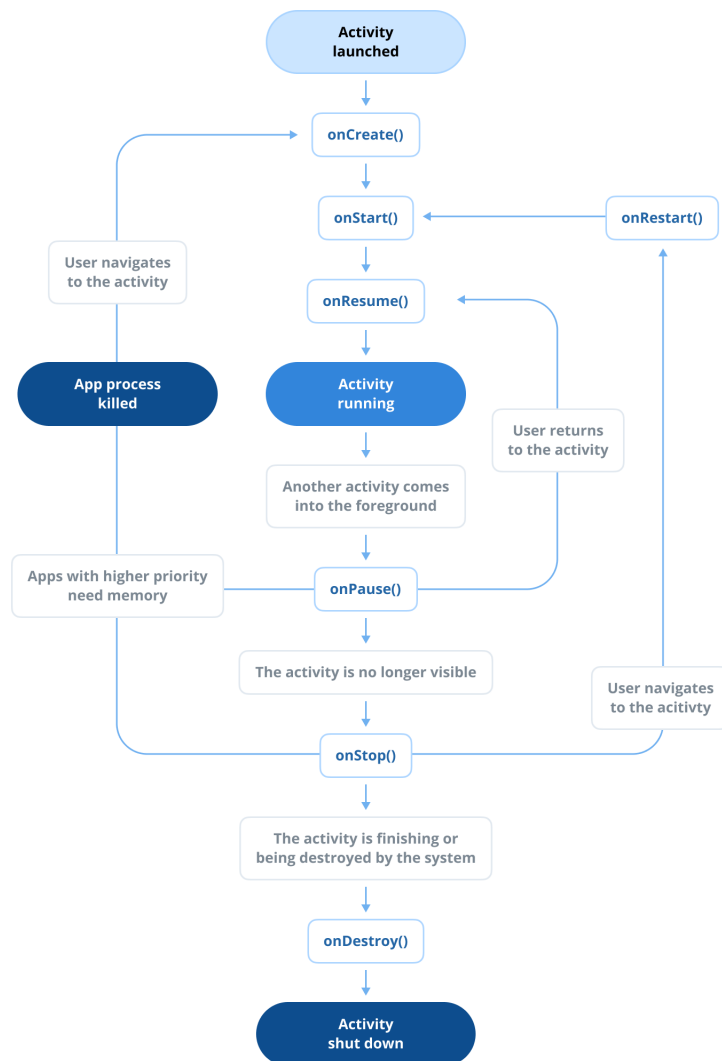 Activity
launched
onCreate()
onStart()
onRestart()
User navigates
to the activity
onResume()
App process
killed
Activity
running
User returns
to the activity
Another activity comes
into the foreground
Apps with higher priority
need memory
onPause()
The activity is no longer visible
User navigates
to the acitivty
onStop()
The activity is finishing or
being destroyed by the system
onDestroy()
Activity
shut down